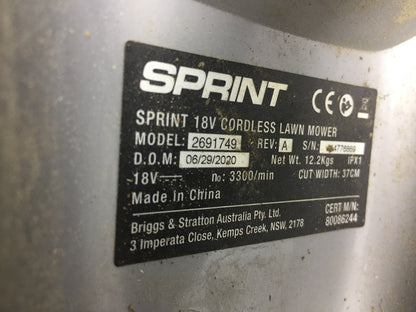 SPRINT
SPRINT 18V CORDLESS LAWN MOWER
MODEL: 2691749 REV: A S/N:
D.O.M: 06/29/2020 Net Wt. 12.2Kgs IPX1
18V n₀: 3300/min CUT WIDTH: 37CM
Made in China
Briggs & Stratton Australia Pty. Ltd.
3 Imperata Close, Kemps Creek, NSW, 2178
CERT M/N:
80086244